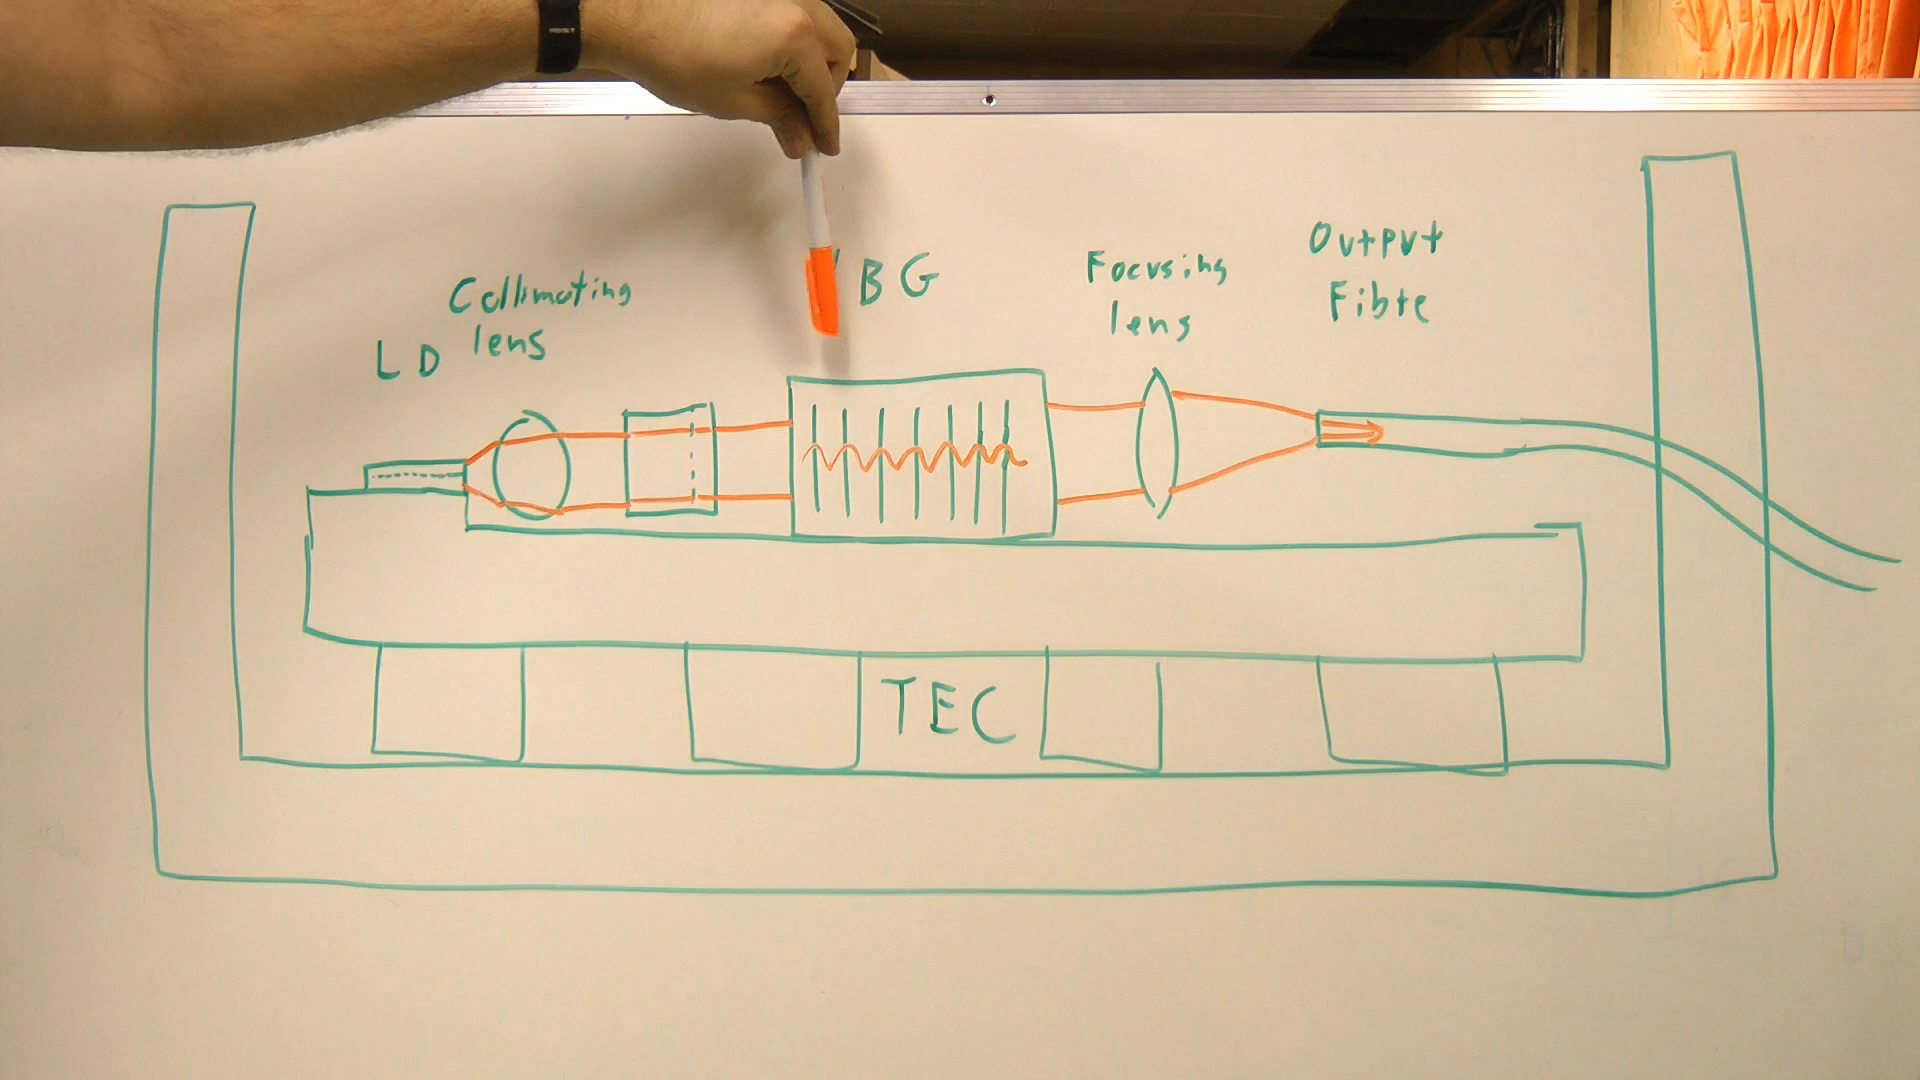 LD
Collimating
lens
BG
Focusing
lens
Output
Fibre
TEC